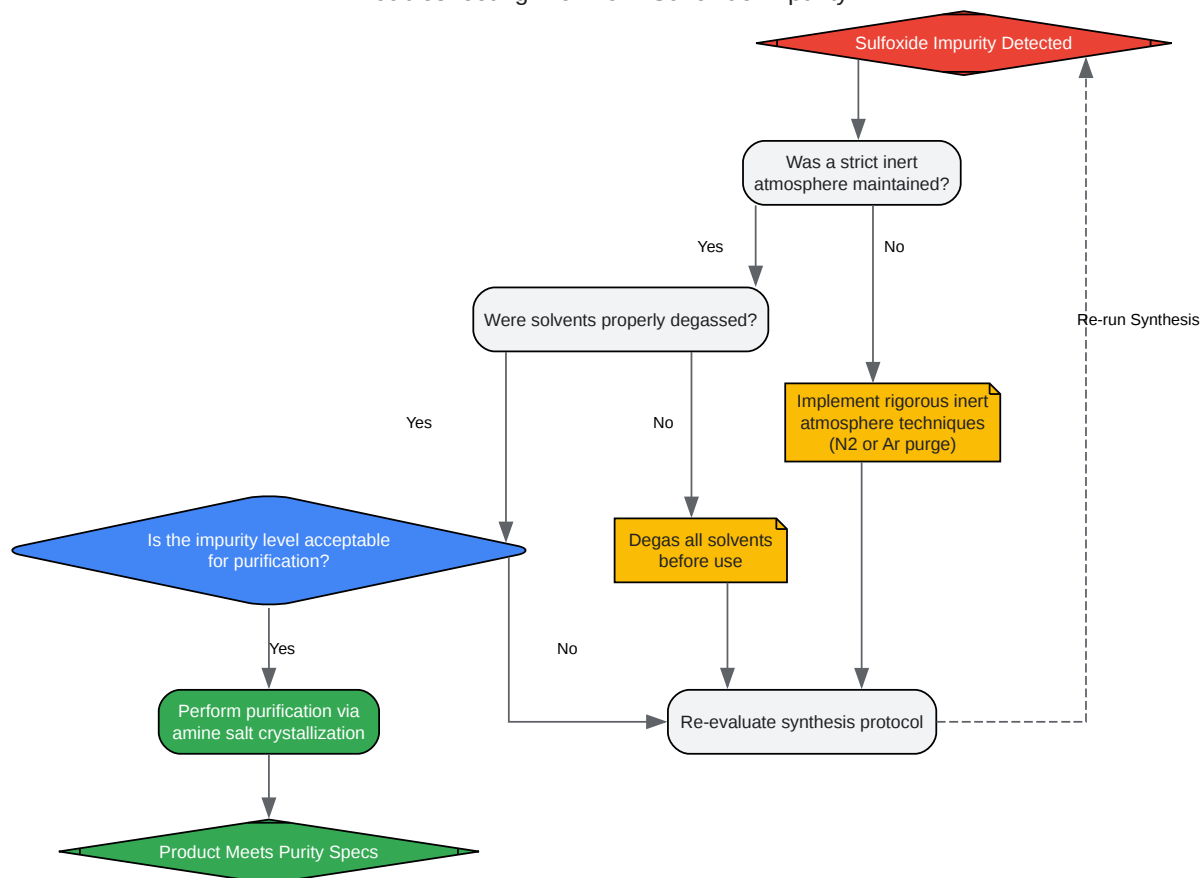 Sulfoxide Impurity Detected
Was a strict inert
atmosphere maintained?
Yes
No
Were solvents properly degassed?
Re-run Synthesis
Implement rigorous inert
atmosphere techniques
(N2 or Ar purge)
Yes
No
Is the impurity level acceptable
for purification?
Degas all solvents
before use
Yes
No
Perform purification via
amine salt crystallization
Re-evaluate synthesis protocol
Product Meets Purity Specs